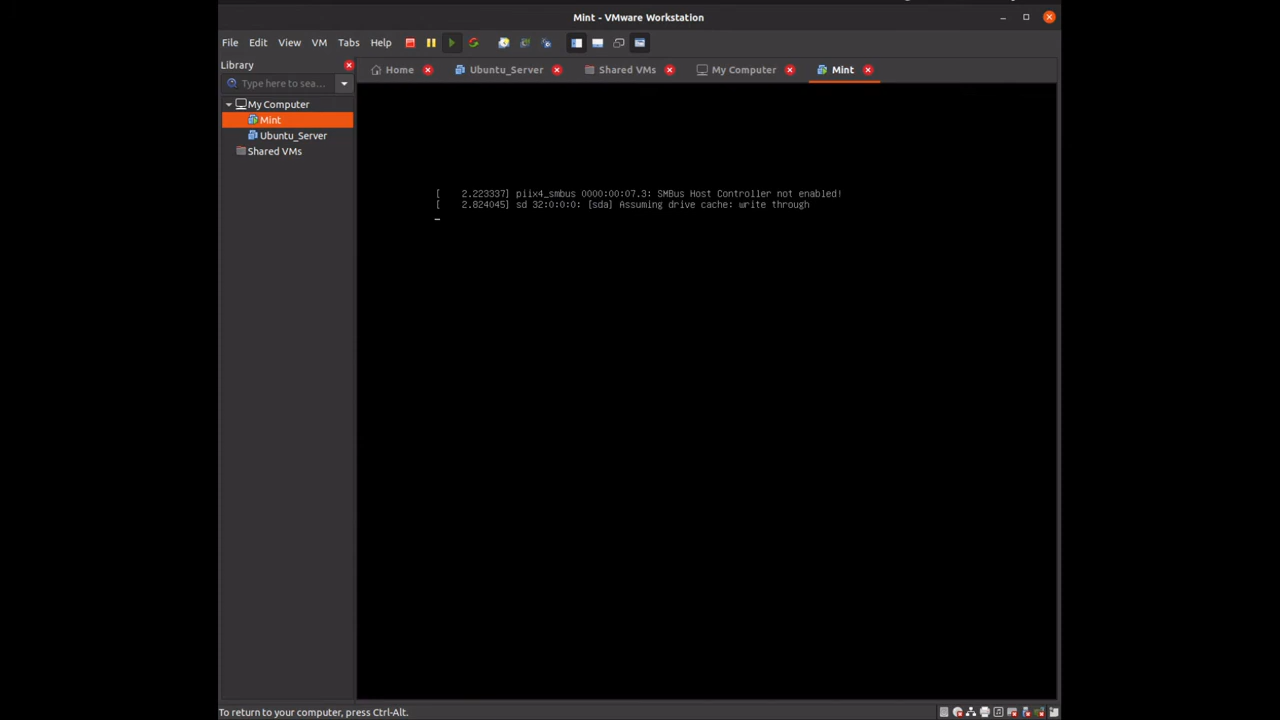 Mint - VMware Workstation
File Edit View VM Tabs Help
Library
Type here to sea...
Home Ubuntu_Server Shared VMs My Computer Mint
My Computer
Mint
Ubuntu_Server
Shared VMs
[    2.223337] piix4_smbus 0000:00:07.3: SMBus Host Controller not enabled!
[    2.824045] sd 32:0:0:0: [sda] Assuming drive cache: write through
To return to your computer, press Ctrl-Alt.